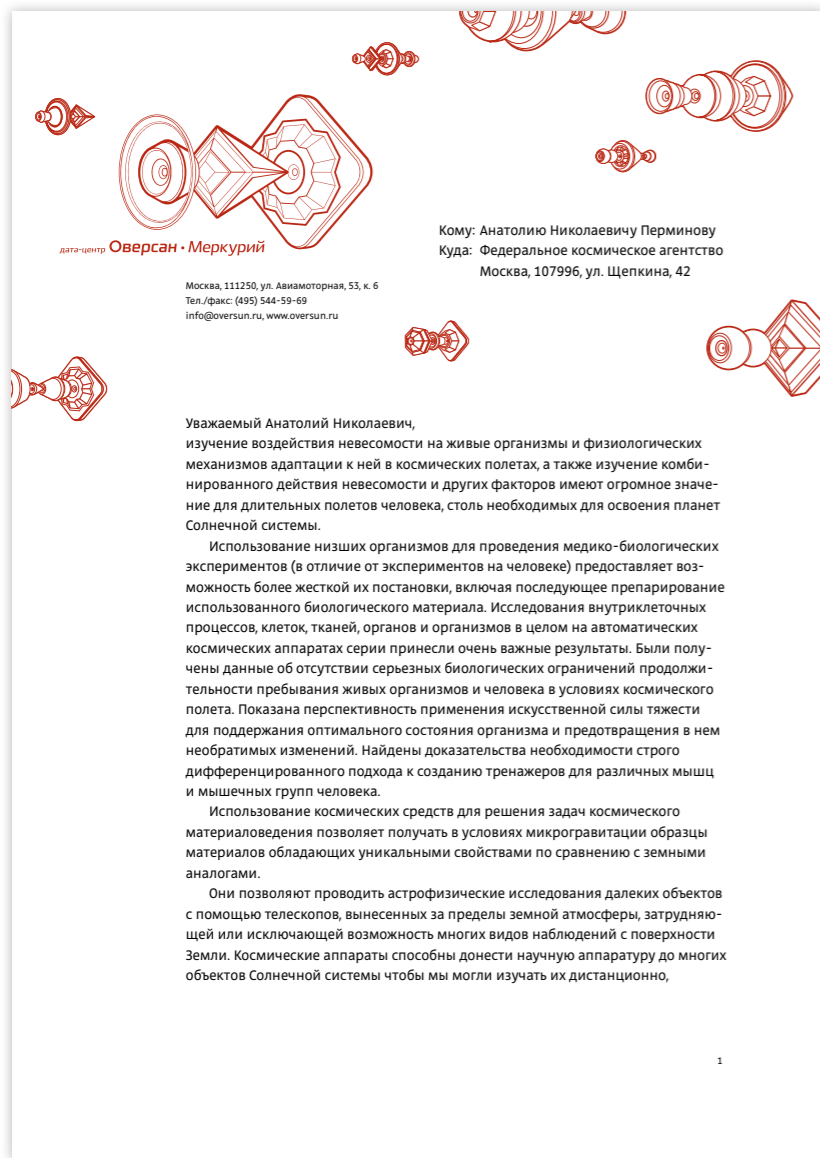 дата-центр Оверсан • Меркурий
Кому: Анатолию Николаевичу Перминову
Куда: Федеральное космическое агентство
Москва, 107996, ул. Щепкина, 42
Москва, 111250, ул. Авиамоторная, 53, к. 6
Тел./факс: (495) 544-59-69
info@oversun.ru, www.oversun.ru
Уважаемый Анатолий Николаевич,
изучение воздействия невесомости на живые организмы и физиологических
механизмов адаптации к ней в космических полетах, а также изучение комби-
нированного действия невесомости и других факторов имеют огромное значе-
ние для длительных полетов человека, столь необходимых для освоения планет
Солнечной системы.
Использование низших организмов для проведения медико-биологических
экспериментов (в отличие от экспериментов на человеке) предоставляет воз-
можность более жесткой их постановки, включая последующее препарирование
использованного биологического материала. Исследования внутриклеточных
процессов, клеток, тканей, органов и организмов в целом на автоматических
космических аппаратах серии принесли очень важные результаты. Были полу-
чены данные об отсутствии серьезных биологических ограничений продолжи-
тельности пребывания живых организмов и человека в условиях космического
полета. Показана перспективность применения искусственной силы тяжести
для поддержания оптимального состояния организма и предотвращения в нем
необратимых изменений. Найдены доказательства необходимости строго
дифференцированного подхода к созданию тренажеров для различных мышц
и мышечных групп человека.
Использование космических средств для решения задач космического
материаловедения позволяет получать в условиях микрогравитации образцы
материалов обладающих уникальными свойствами по сравнению с земными
аналогами.
Они позволяют проводить астрофизические исследования далеких объектов
с помощью телескопов, вынесенных за пределы земной атмосферы, затрудняю-
щей или исключающей возможность многих видов наблюдений с поверхности
Земли. Космические аппараты способны донести научную аппаратуру до многих
объектов Солнечной системы чтобы мы могли изучать их дистанционно,
1